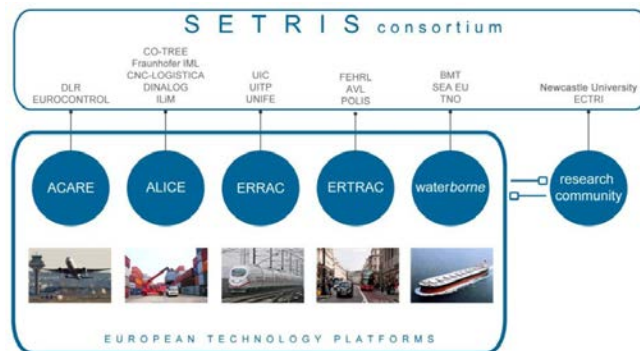 SETRIS consortium
DLR
EUROCONTROL
CO-TREE
Fraunhofer IML
CNC-LOGISTICA
DINALOG
ILiM
UIC
UITP
UNIFE
FEHRL
AVL
POLIS
BMT
SEA EU
TNO
Newcastle University
ECTRI
ACARE
ALICE
ERRAC
ERTRAC
waterborne
research
community
EUROPEAN TECHNOLOGY PLATFORMS